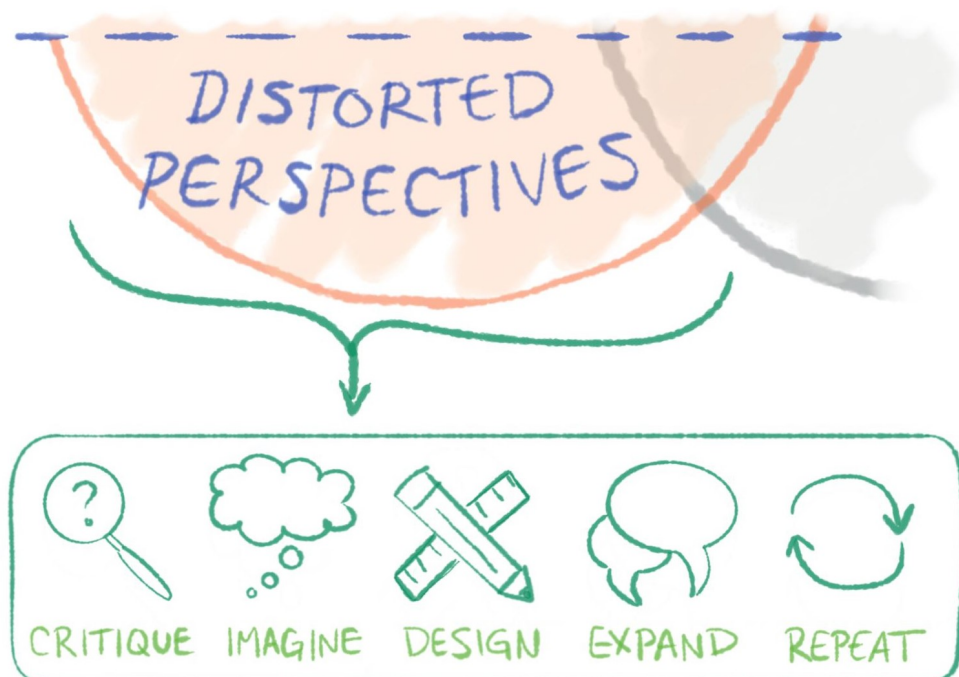 DISTORTED
PERSPECTIVES
?
CRITIQUE IMAGINE DESIGN EXPAND REPEAT